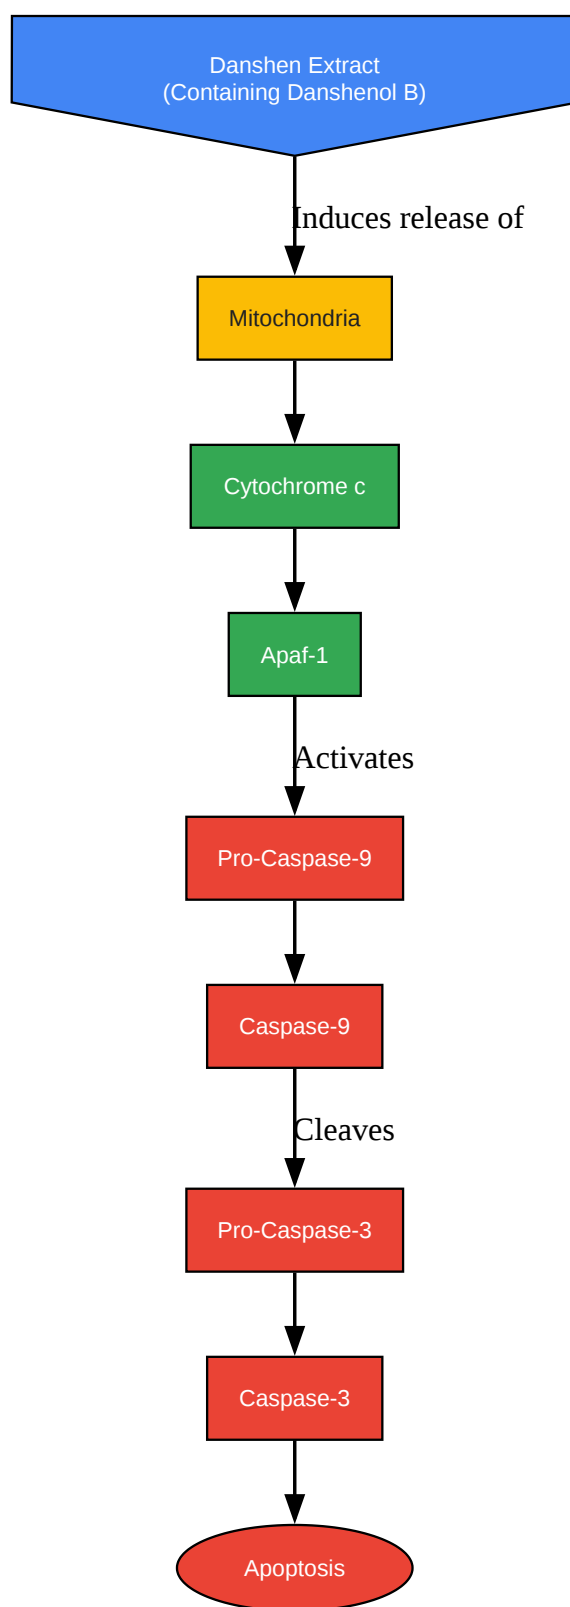 Danshen Extract
(Containing Danshenol B)
Induces release of
Mitochondria
Cytochrome c
Apaf-1
Activates
Pro-Caspase-9
Caspase-9
Cleaves
Pro-Caspase-3
Caspase-3
Apoptosis